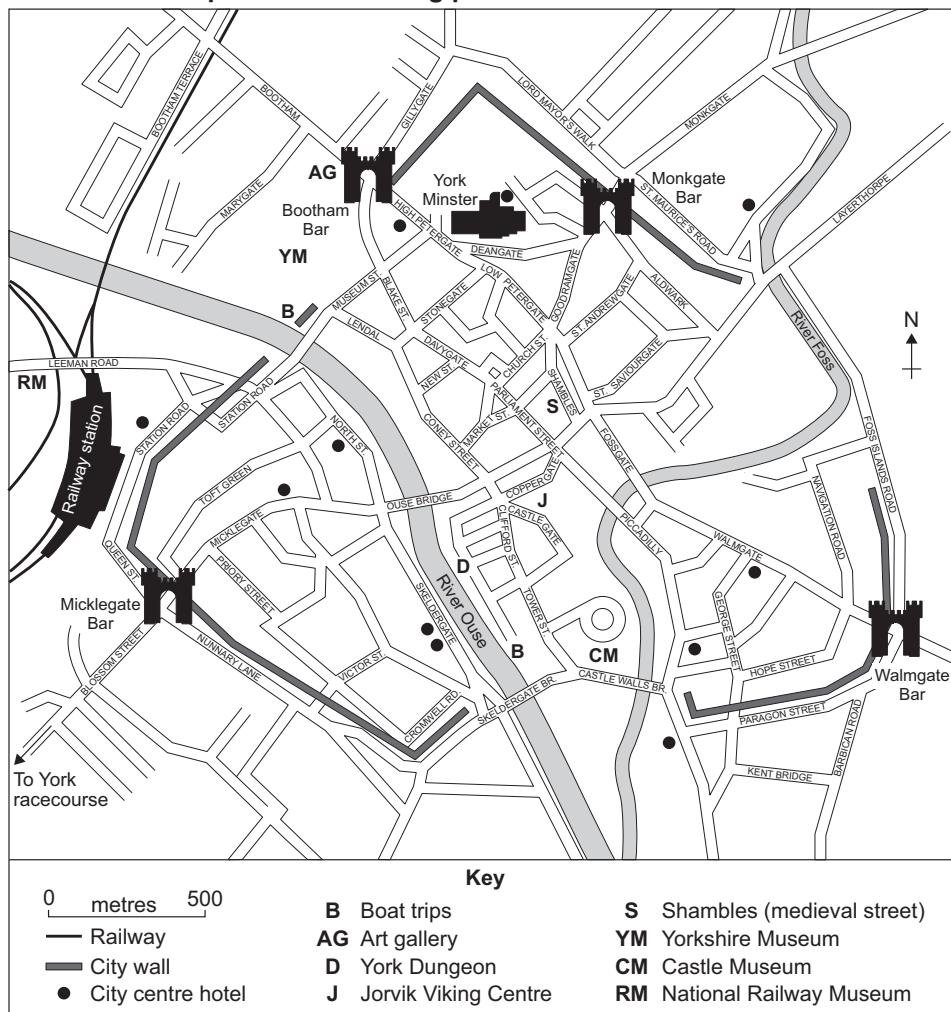 BOOTHAM TERRACE
BOOTHAM
GILLYGATE
LORD MAYOR'S WALK
MONKGATE
MARYGATE
AG
Bootham
Bar
York
Minster
Monkgate
Bar
ST. MAURICE'S ROAD
LAYERTHORPE
HIGH PETERGATE
DEANGATE
YM
MUSEUM ST.
BLAKE ST.
STONEGATE
LOW PETERGATE
GOODRAMGATE
ST. ANDREWGATE
ALDWARK
B
LENDAL
DAVYGATE
NEW ST.
CHURCH ST.
SHAMBLES
ST. SAVIOURGATE
River Foss
N
LEEMAN ROAD
RM
Railway station
STATION ROAD
STATION ROAD
NORTH ST.
CONEY STREET
MARKET ST.
PARLIAMENT STREET
S
FOSSGATE
FOSS ISLANDS ROAD
NAVIGATION ROAD
TOFT GREEN
MICKLEGATE
OUSE BRIDGE
COPPERGATE
J
CASTLE GATE
CLIFFORD ST.
PICCADILLY
WALMGATE
QUEEN ST.
PRIORY STREET
D
River Ouse
SKELDERGATE
TOWER ST.
GEORGE STREET
Micklegate
Bar
NUNNARY LANE
VICTOR ST.
B
CM
CASTLE WALLS BR.
HOPE STREET
Walmgate
Bar
BLOSSOM STREET
CROMWELL RD.
SKELDERGATE BR.
PARAGON STREET
BARBICAN ROAD
KENT BRIDGE
To York
racecourse
Key
0 metres 500
Railway
City wall
City centre hotel
B Boat trips
AG Art gallery
D York Dungeon
J Jorvik Viking Centre
S Shambles (medieval street)
YM Yorkshire Museum
CM Castle Museum
RM National Railway Museum